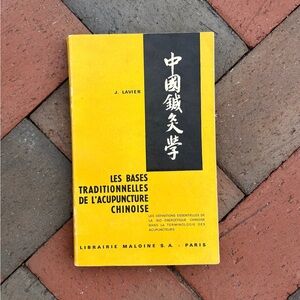 J. LAVIER
中國鍼灸學
LES BASES
TRADITIONNELLES
DE L'ACUPUNCTURE
CHINOISE
LES DÉFINITIONS ESSENTIELLES DE
LA BIO-ÉNERGÉTIQUE CHINOISE
DANS LA TERMINOLOGIE DES
ACUPUNCTEURS
LIBRAIRIE MALOINE S.A. - PARIS